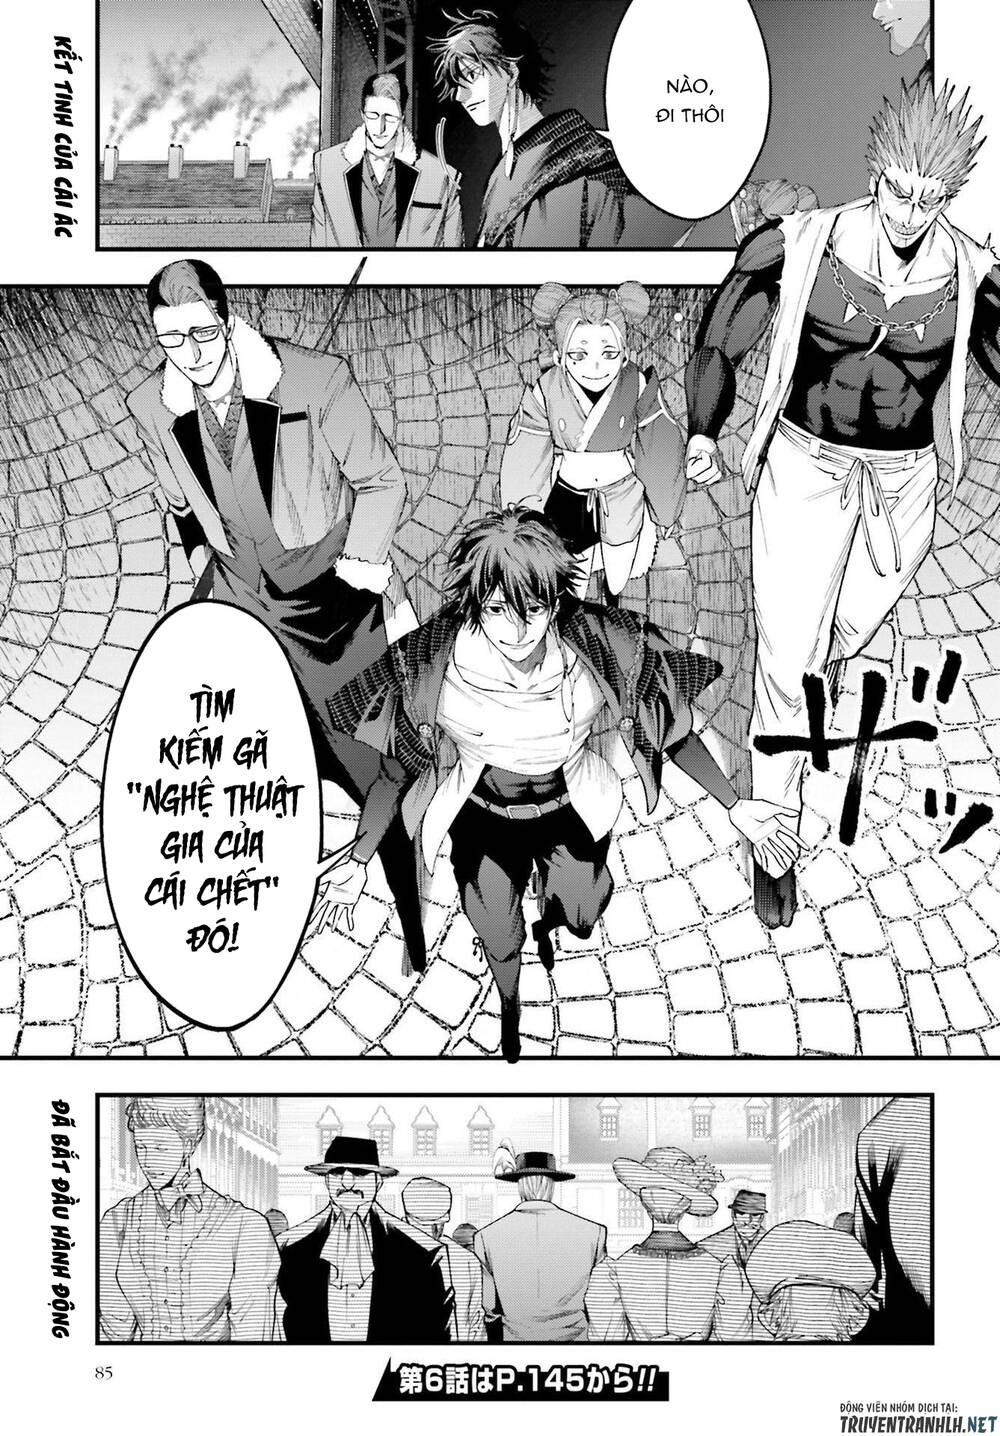 KẾT TINH CỦA CÁI ÁC
NÀO,
ĐI THÔI
TÌM
KIẾM GÃ
"NGHỆ THUẬT
GIA CỦA
CÁI CHẾT"
ĐÓ!
ザッ
ĐÃ BẮT ĐẦU HÀNH ĐỘNG
85
第6話はP.145から!!
ĐỘNG VIÊN NHÓM DỊCH TẠI:
TRUYENTRANHLH.NET